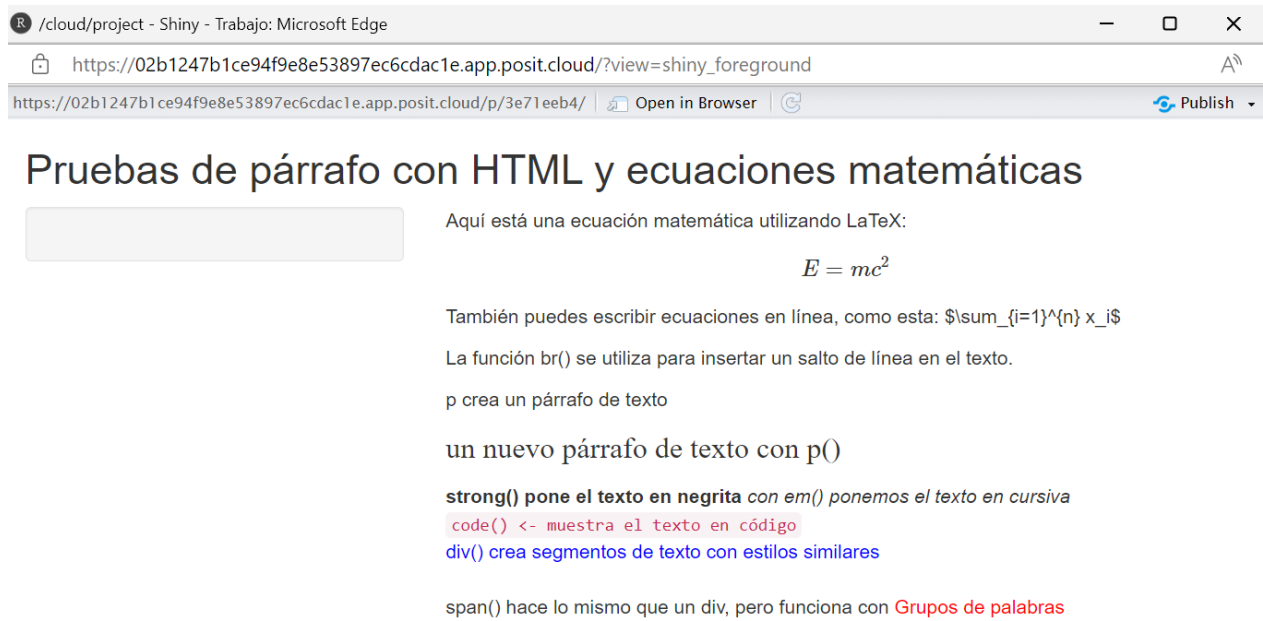 R /cloud/project - Shiny - Trabajo: Microsoft Edge
https://02b1247b1ce94f9e8e53897ec6cdac1e.app.posit.cloud/?view=shiny_foreground
https://02b1247b1ce94f9e8e53897ec6cdac1e.app.posit.cloud/p/3e71eeb4/ Open in Browser Publish
Pruebas de párrafo con HTML y ecuaciones matemáticas
Aquí está una ecuación matemática utilizando LaTeX:
E = mc²
También puedes escribir ecuaciones en línea, como esta: $\sum_{i=1}^{n} x_i$
La función br() se utiliza para insertar un salto de línea en el texto.
p crea un párrafo de texto
un nuevo párrafo de texto con p()
strong() pone el texto en negrita con em() ponemos el texto en cursiva
code() <- muestra el texto en código
div() crea segmentos de texto con estilos similares
span() hace lo mismo que un div, pero funciona con Grupos de palabras